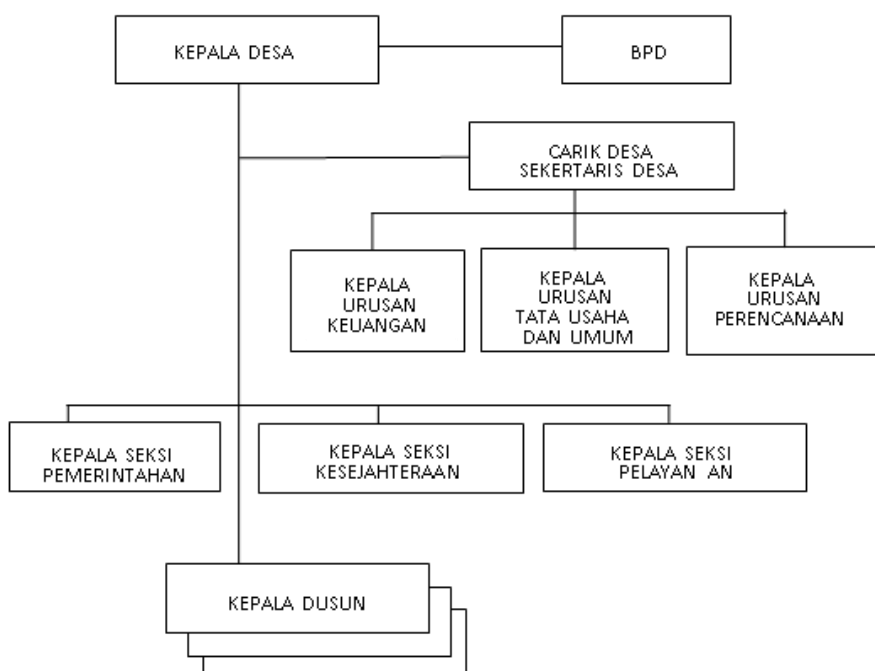 KEPALA DESA
BPD
CARIK DESA
SEKERTARIS DESA
KEPALA
URUSAN
KEUANGAN
KEPALA
URUSAN
TATA USAHA
DAN UMUM
KEPALA
URUSAN
PERENCANAAN
KEPALA SEKSI
PEMERINTAHAN
KEPALA SEKSI
KESEJAHTERAAN
KEPALA SEKSI
PELAYAN AN
KEPALA DUSUN